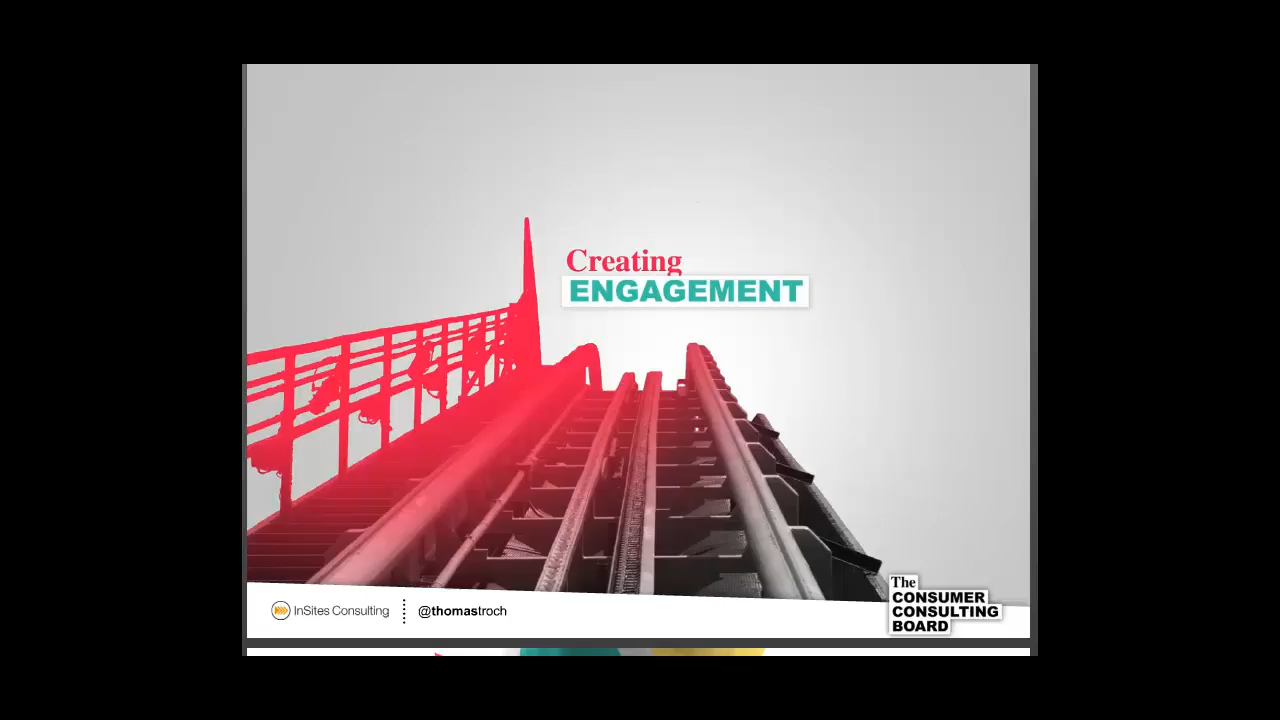 Creating
ENGAGEMENT
InSites Consulting
@thomastroch
The
CONSUMER
CONSULTING
BOARD